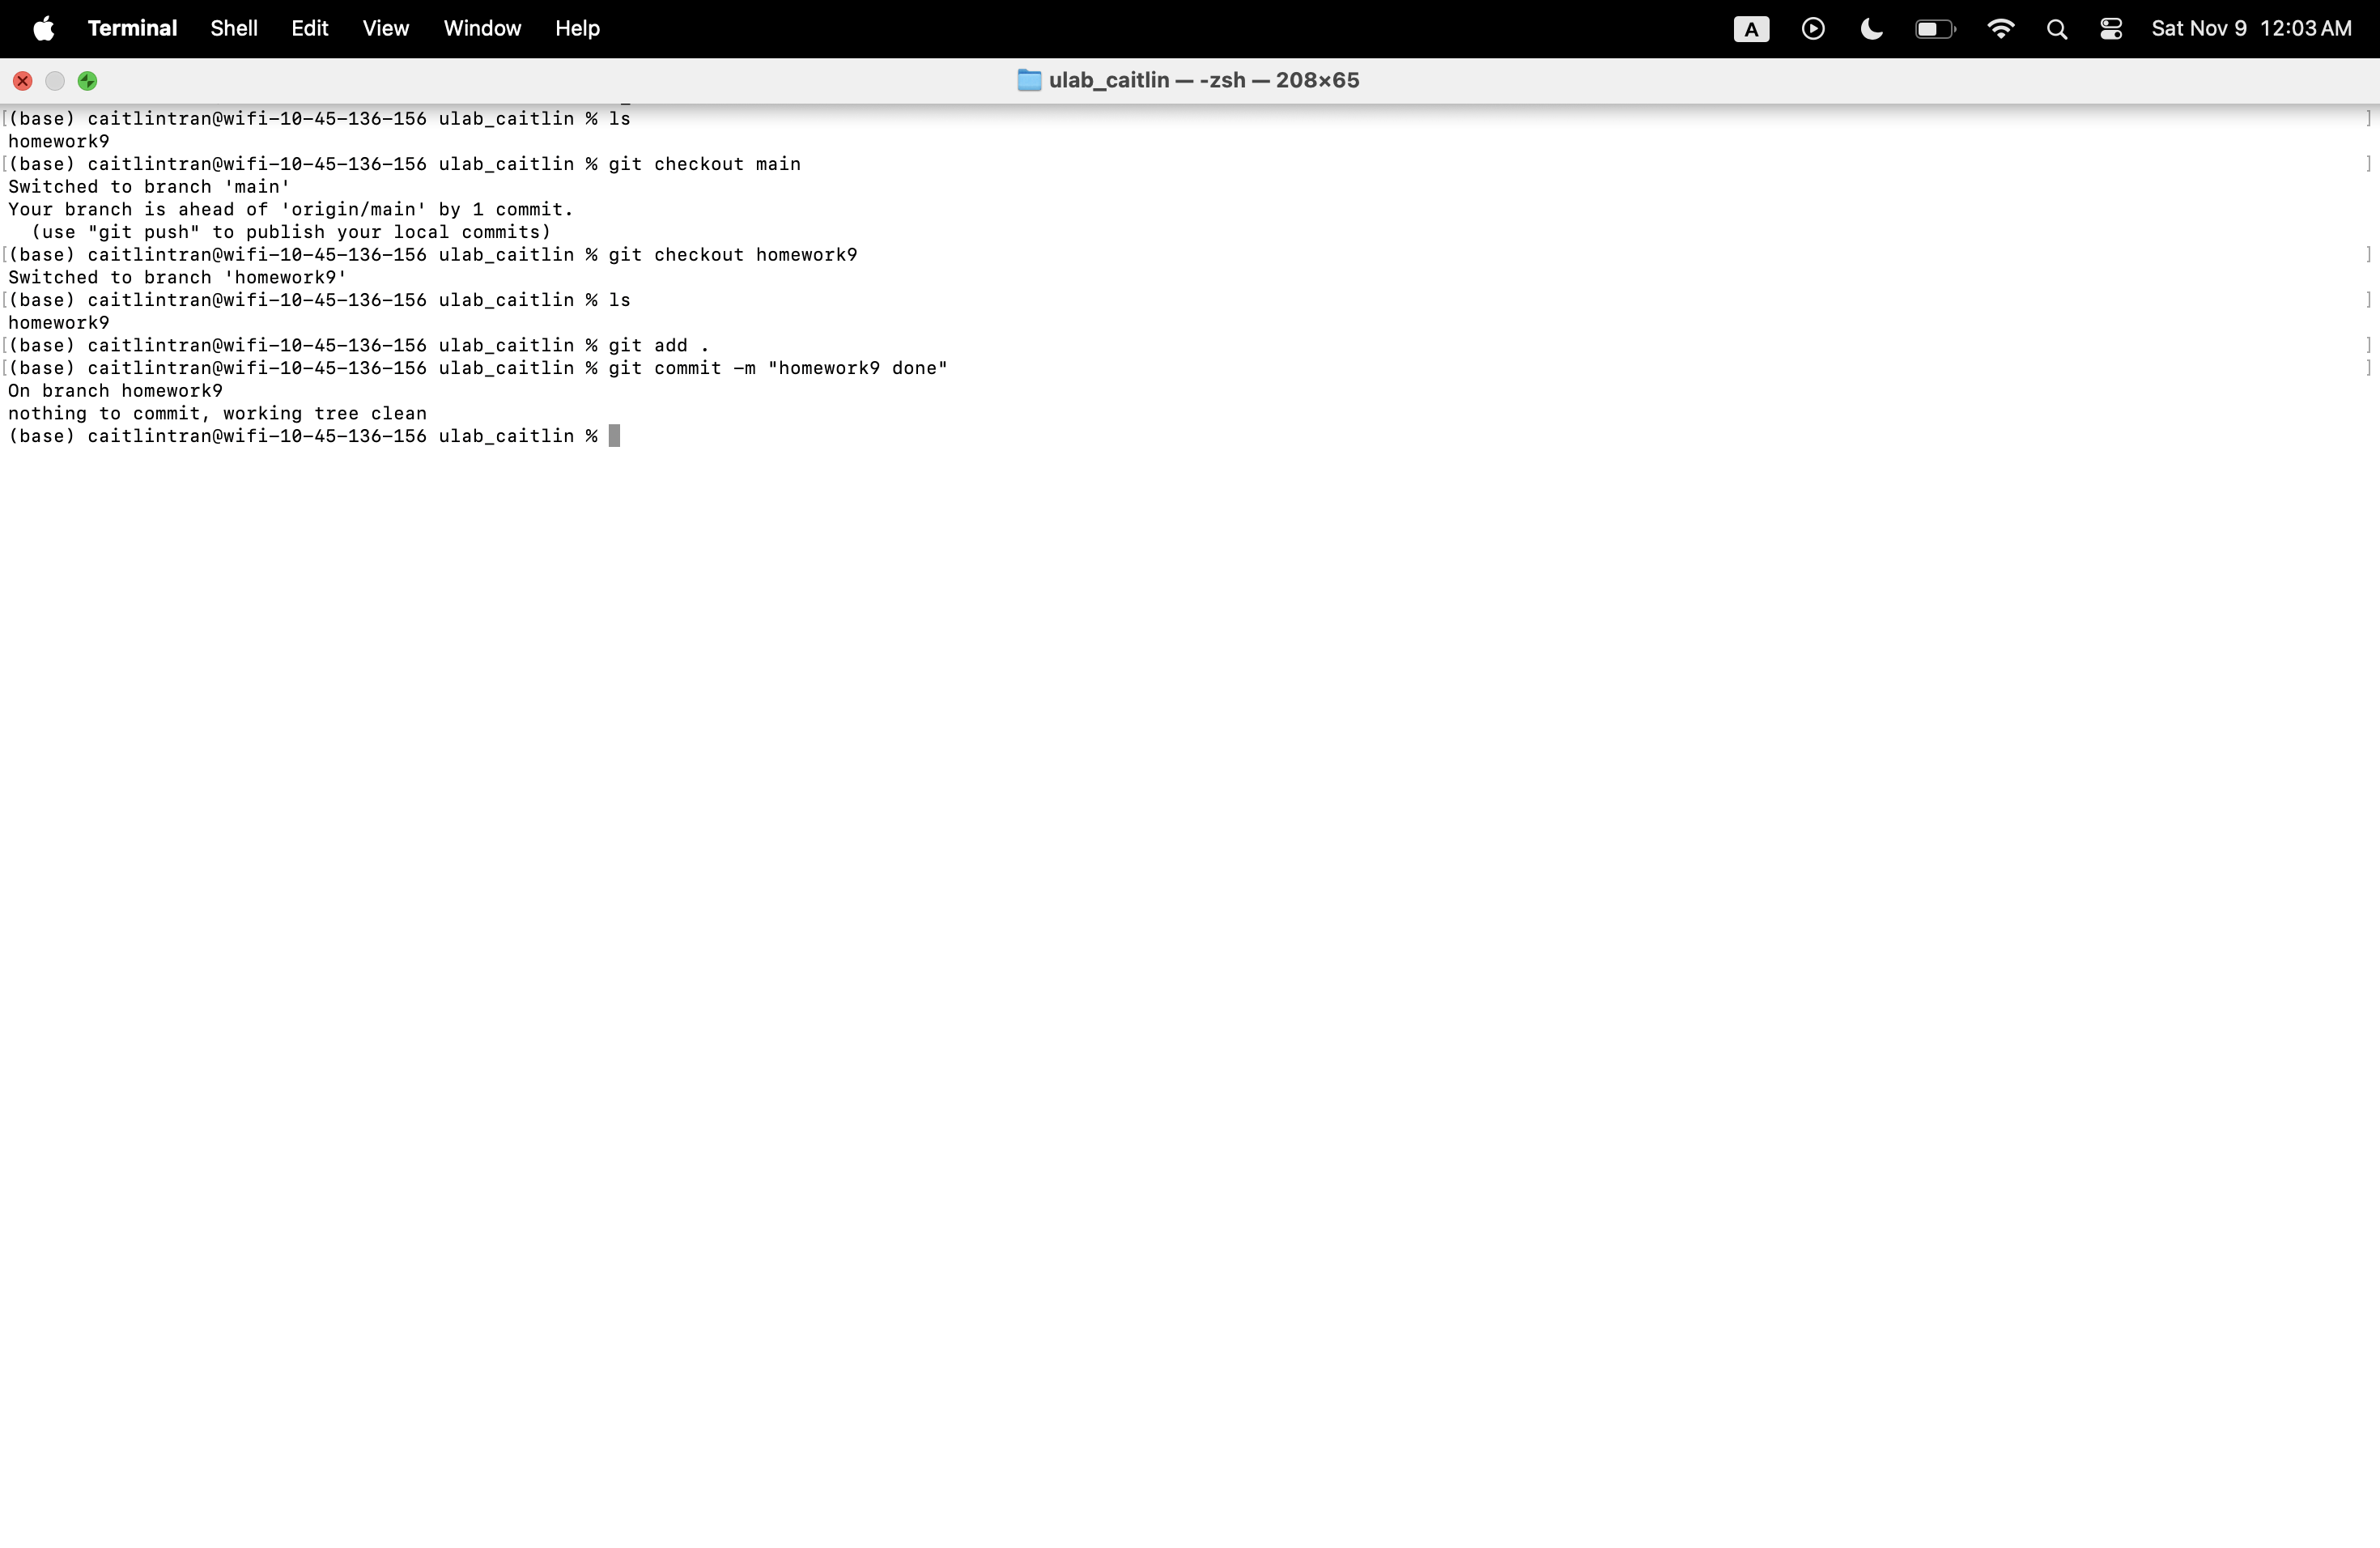 Terminal Shell Edit View Window Help A Sat Nov 9 12:03 AM
ulab_caitlin — -zsh — 208×65
[(base) caitlintran@wifi-10-45-136-156 ulab_caitlin % ls ]
homework9
[(base) caitlintran@wifi-10-45-136-156 ulab_caitlin % git checkout main ]
Switched to branch 'main'
Your branch is ahead of 'origin/main' by 1 commit.
  (use "git push" to publish your local commits)
[(base) caitlintran@wifi-10-45-136-156 ulab_caitlin % git checkout homework9 ]
Switched to branch 'homework9'
[(base) caitlintran@wifi-10-45-136-156 ulab_caitlin % ls ]
homework9
[(base) caitlintran@wifi-10-45-136-156 ulab_caitlin % git add . ]
[(base) caitlintran@wifi-10-45-136-156 ulab_caitlin % git commit -m "homework9 done" ]
On branch homework9
nothing to commit, working tree clean
(base) caitlintran@wifi-10-45-136-156 ulab_caitlin %